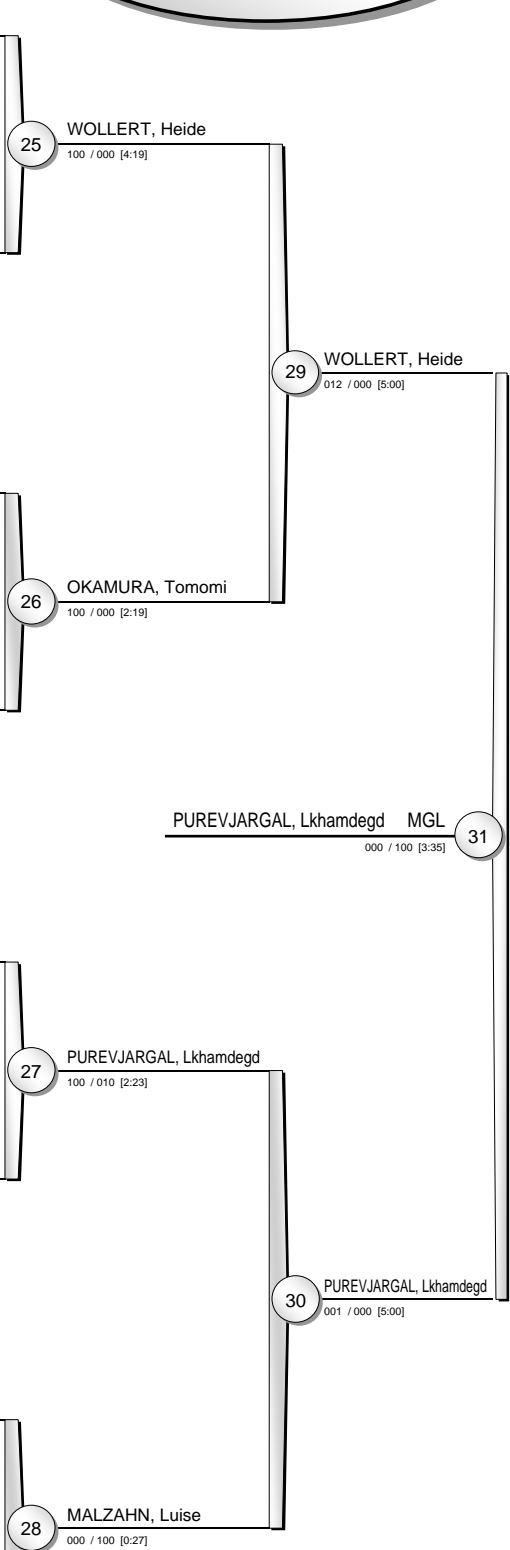 25
WOLLERT, Heide
100 / 000 [4:19]
29
WOLLERT, Heide
012 / 000 [5:00]
26
OKAMURA, Tomomi
100 / 000 [2:19]
PUREVJARGAL, Lkhamdegd MGL
31
000 / 100 [3:35]
27
PUREVJARGAL, Lkhamdegd
100 / 010 [2:23]
30
PUREVJARGAL, Lkhamdegd
001 / 000 [5:00]
28
MALZAHN, Luise
000 / 100 [0:27]